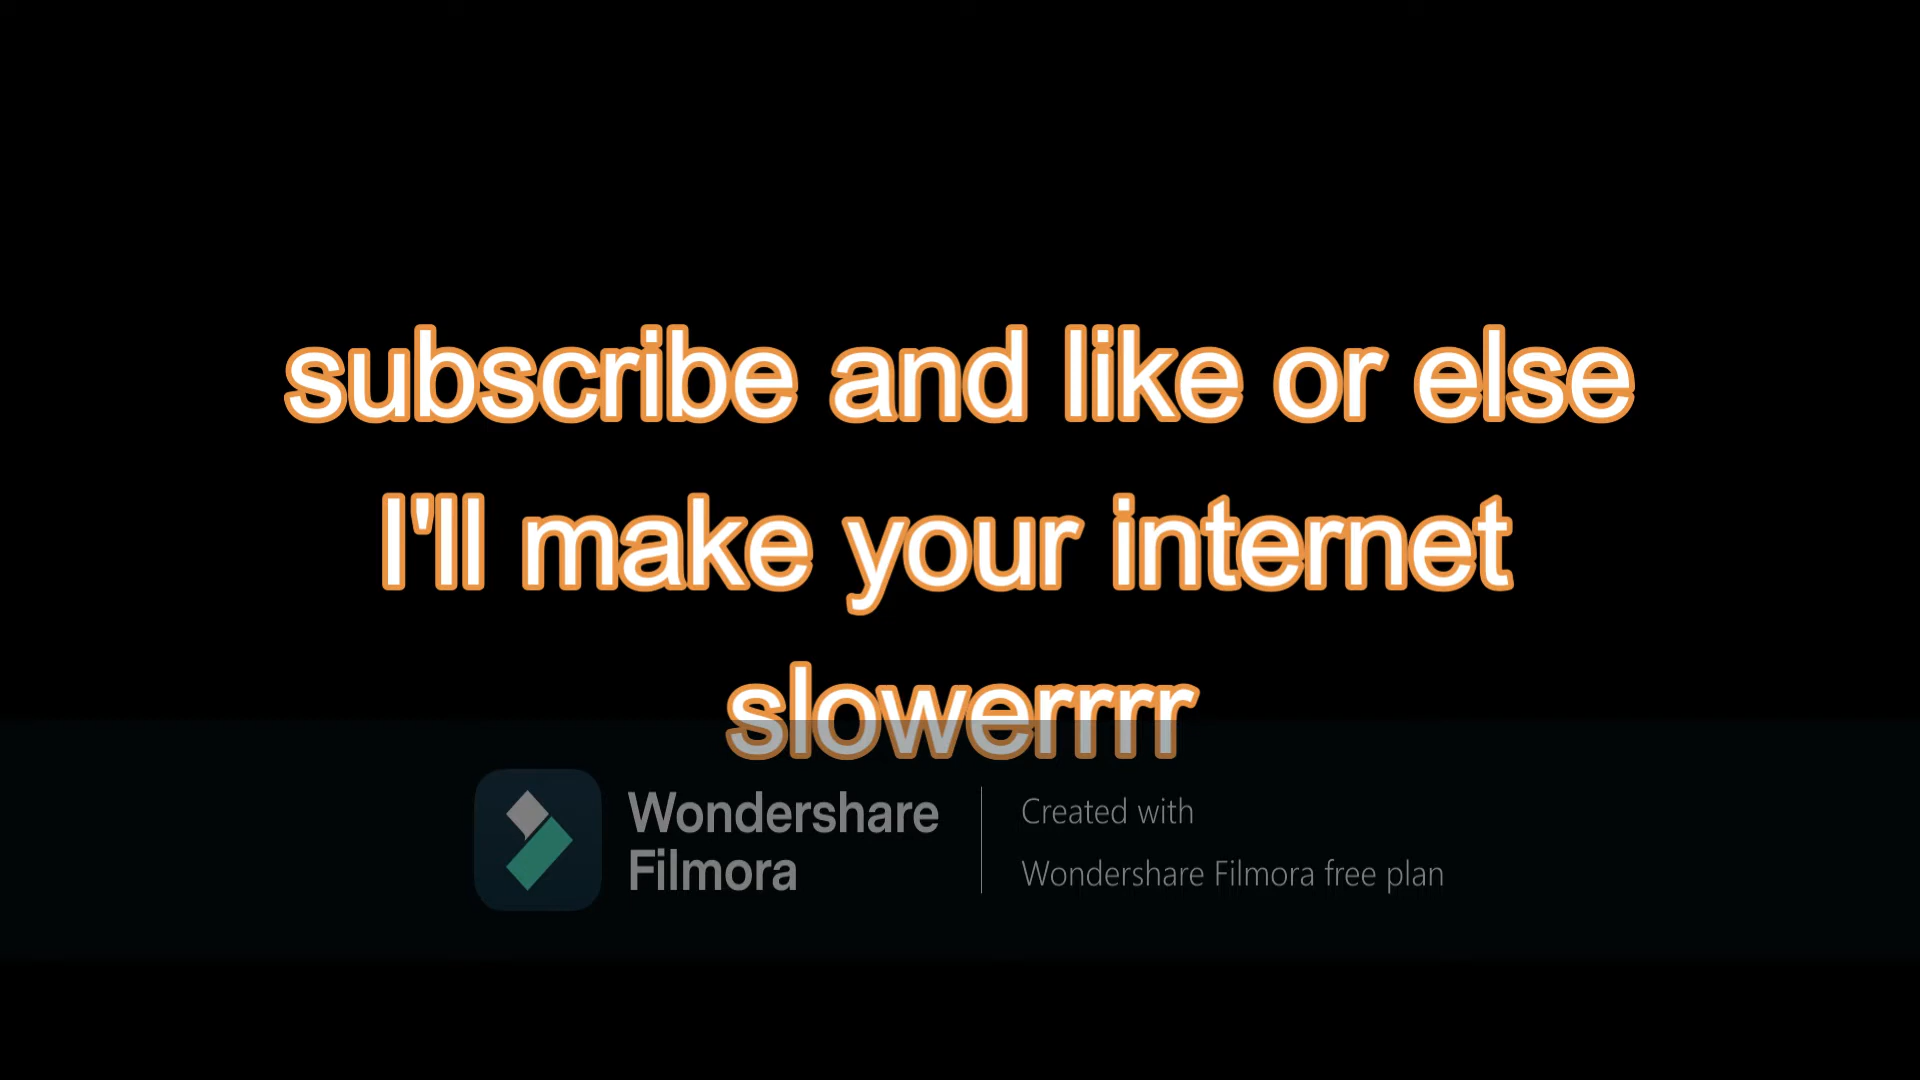 subscribe and like or else
I'll make your internet
slowerrrr
Wondershare
Filmora
Created with
Wondershare Filmora free plan